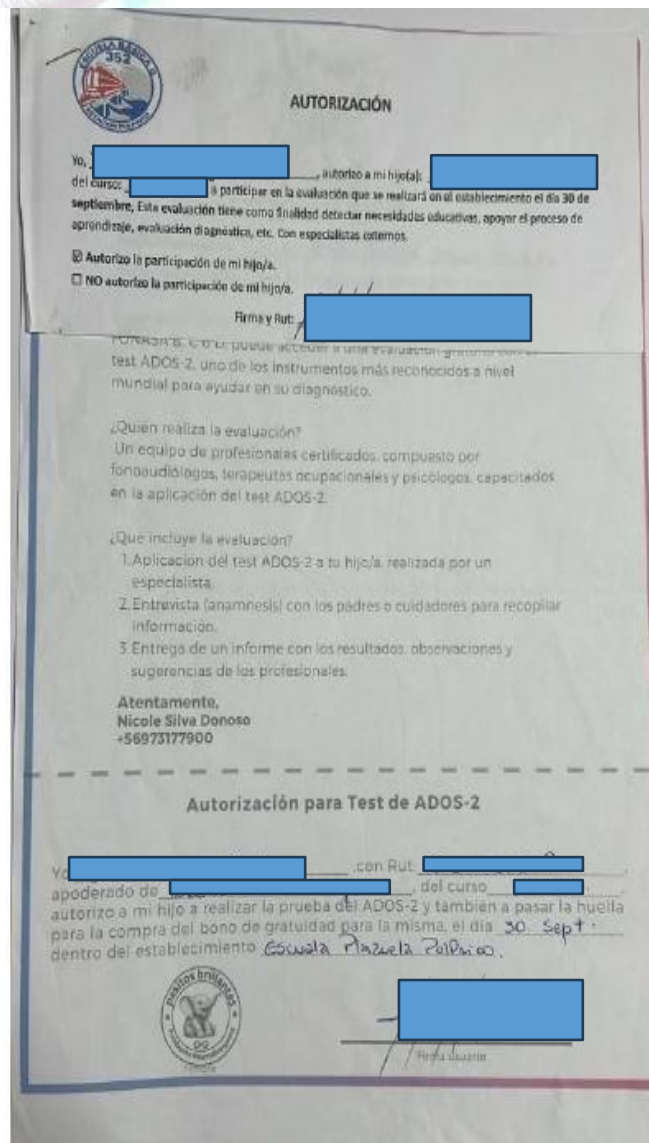 ESCUELA BÁSICA G
352
AUTORIZACIÓN
Yo, , autorizo a mi hijo(a):
del curso: a participar en la evaluación que se realizará en el establecimiento el día 30 de
septiembre, Esta evaluación tiene como finalidad detectar necesidades educativas, apoyar el proceso de
aprendizaje, evaluación diagnóstica, etc. Con especialistas externos.
☑ Autorizo la participación de mi hijo/a.
☐ NO autorizo la participación de mi hijo/a.
Firma y Rut:
FONASA B, C o D, puede acceder a una evaluación gratuita
test ADOS-2, uno de los instrumentos más reconocidos a nivel
mundial para ayudar en su diagnóstico.
¿Quién realiza la evaluación?
Un equipo de profesionales certificados, compuesto por
fonoaudiólogos, terapeutas ocupacionales y psicólogos, capacitados
en la aplicación del test ADOS-2.
¿Qué incluye la evaluación?
1. Aplicación del test ADOS-2 a tu hijo/a, realizada por un
especialista.
2. Entrevista (anamnesis) con los padres o cuidadores para recopilar
información.
3. Entrega de un informe con los resultados, observaciones y
sugerencias de los profesionales.
Atentamente,
Nicole Silva Donoso
+56973177900
Autorización para Test de ADOS-2
Yo , con Rut ,
apoderado de , del curso ,
autorizo a mi hijo a realizar la prueba del ADOS-2 y también a pasar la huella
para la compra del bono de gratuidad para la misma, el día 30 Sept.
dentro del establecimiento Escuela Plazuela Polpaico.
pasitos brillantes
Firma usuario